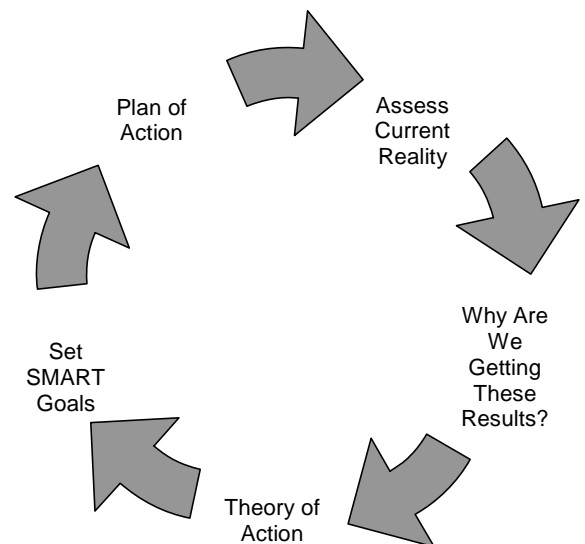 Plan of
Action
Assess
Current
Reality
Why Are
We
Getting
These
Results?
Theory of
Action
Set
SMART
Goals